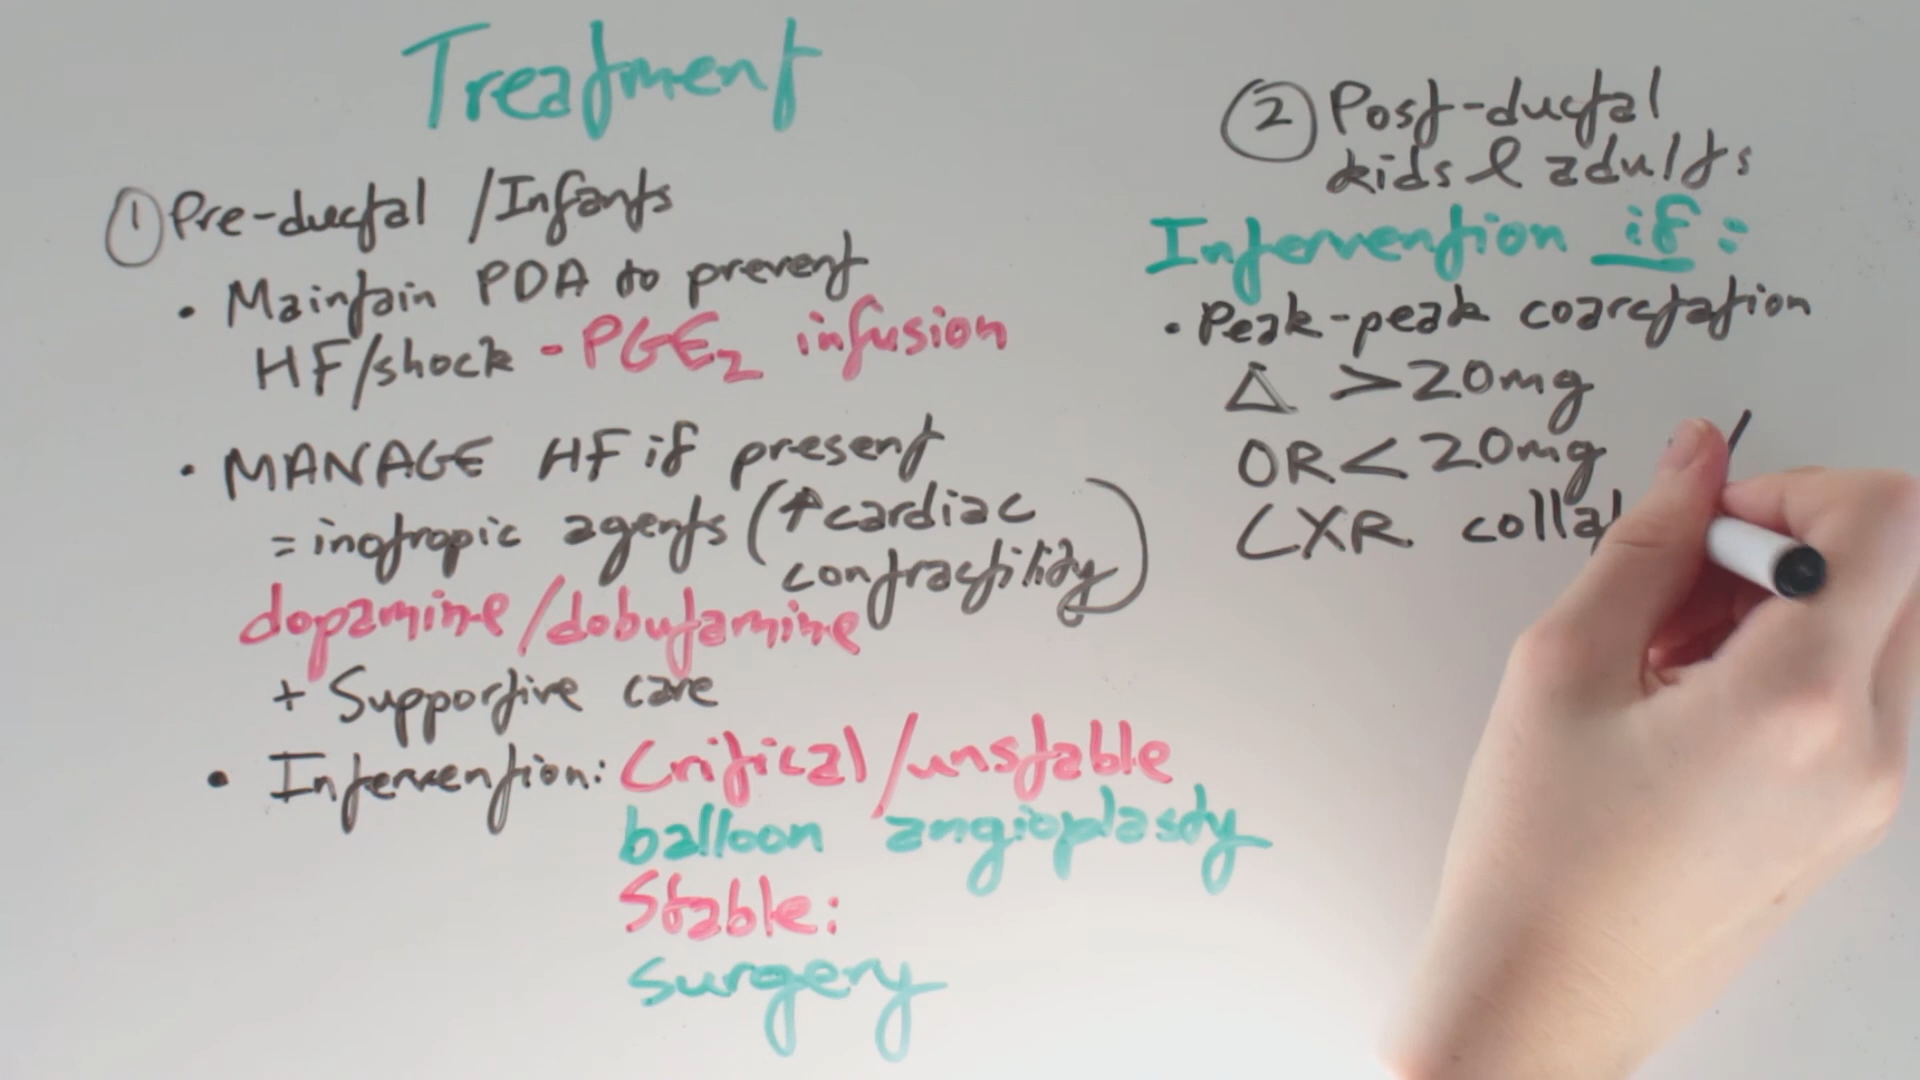 Treatment
① Pre-ductal / Infants
• Maintain PDA to prevent
HF/shock - PGE₂ infusion
• MANAGE HF if present
= inotropic agents (↑cardiac
contractility)
dopamine/dobutamine
+ Supportive care
• Intervention: Critical/unstable
balloon angioplasty
Stable:
surgery
② Post-ductal
kids & adults
Intervention if:
• Peak-peak coarctation
Δ >20mg
OR < 20mg
CXR